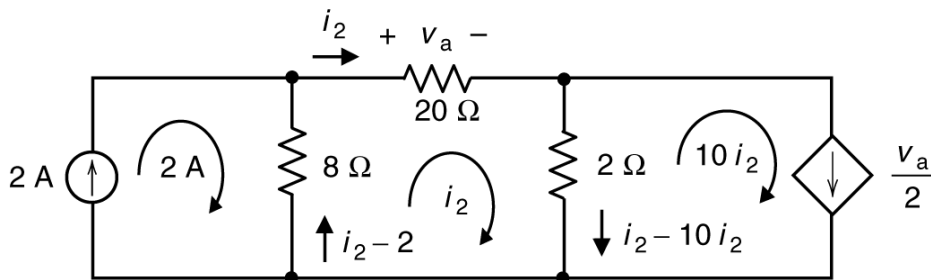 i₂ + vₐ −
20 Ω
2 A
2 A
8 Ω
i₂
2 Ω
10 i₂
vₐ/2
i₂ − 2
i₂ − 10 i₂